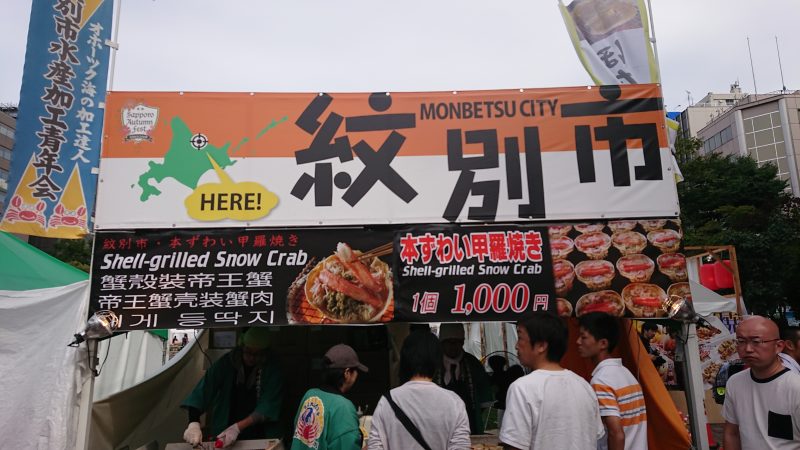 オホーツク海の加工達人
紋別市水産加工青年会
Sapporo
Autumn
Fest
MONBETSU CITY
紋別市
HERE!
紋別市・本ずわい甲羅焼き
Shell-grilled Snow Crab
蟹殻裝帝王蟹
帝王蟹壳装蟹肉
대게 등딱지
本ずわい甲羅焼き
Shell-grilled Snow Crab
1個 1,000円